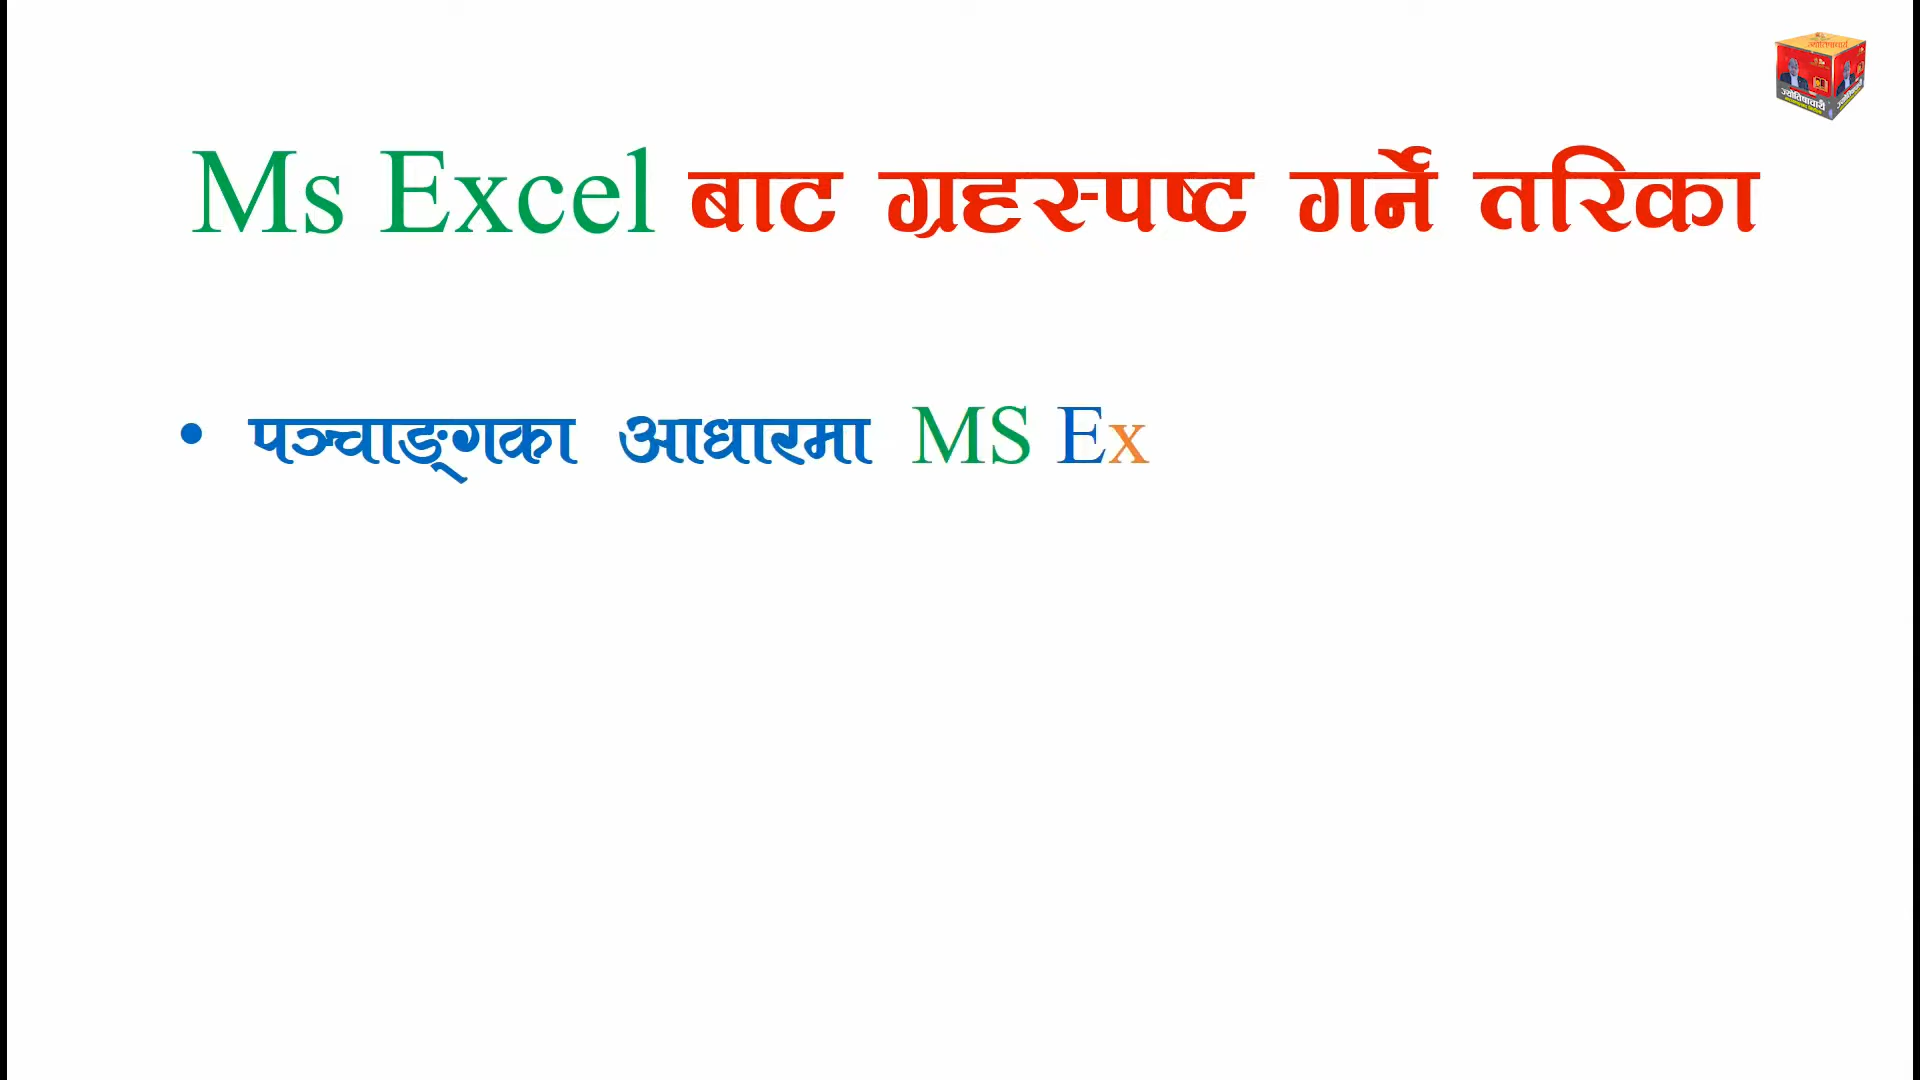 ज्योतिषाचार्य
ज्योतिषाचार्य
Ms Excel बाट ग्रहस्पष्ट गर्ने तरिका
• पञ्चाङ्गका आधारमा MS Ex